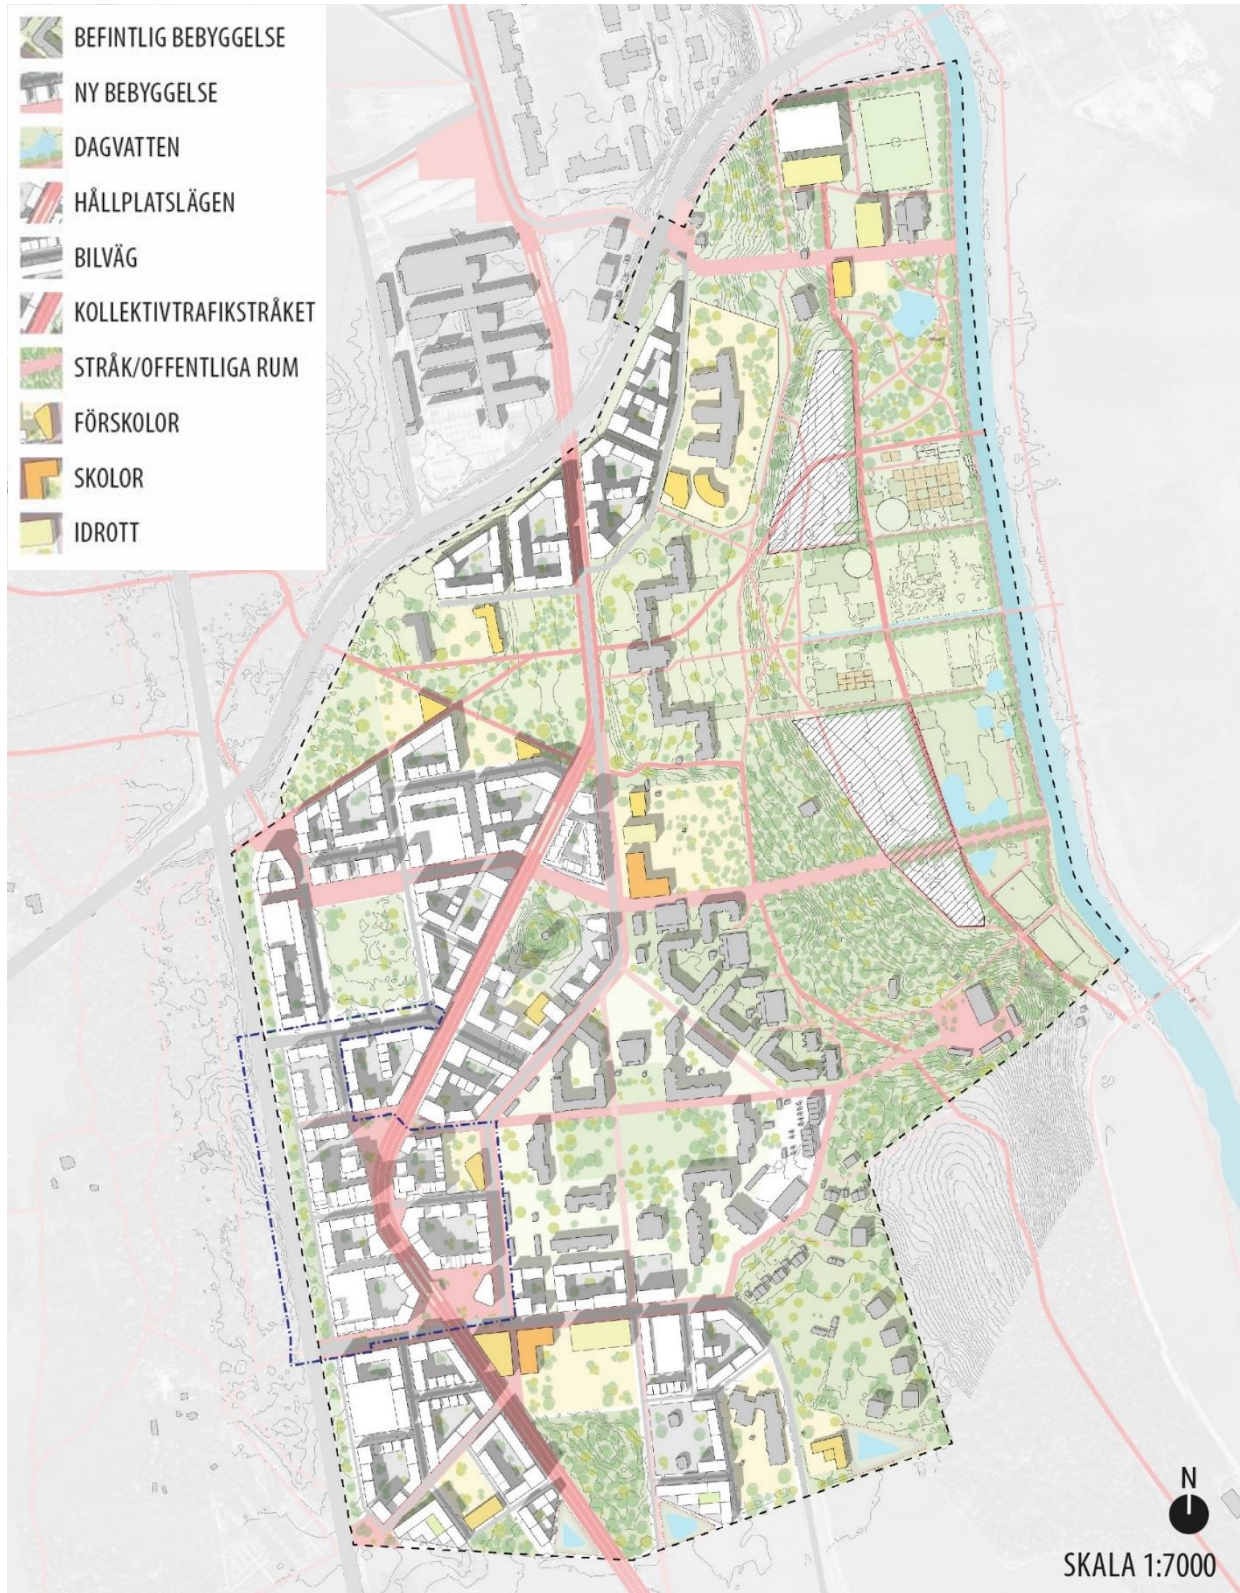 BEFINTLIG BEBYGGELSE
NY BEBYGGELSE
DAGVATTEN
HÅLLPLATSLÄGEN
BILVÄG
KOLLEKTIVTRAFIKSTRÅKET
STRÅK/OFFENTLIGA RUM
FÖRSKOLOR
SKOLOR
IDROTT
N
SKALA 1:7000